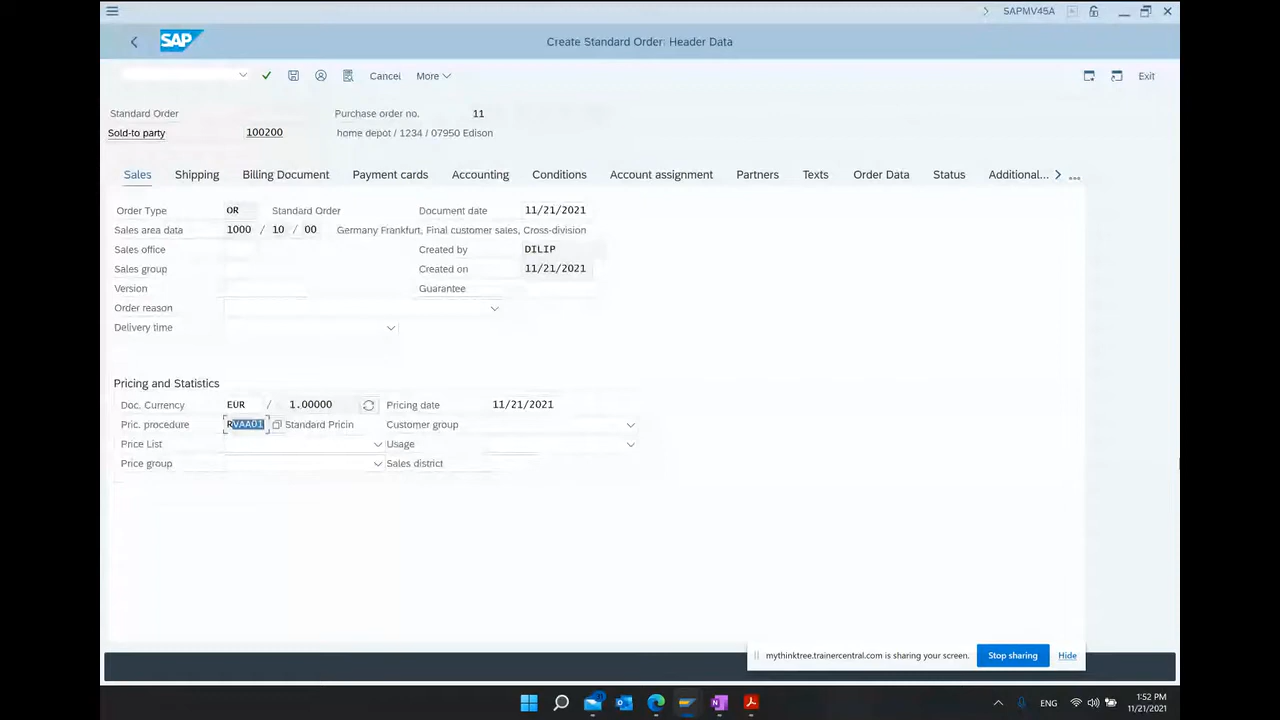 SAPMV45A
SAP Create Standard Order: Header Data
Cancel More Exit
Standard Order Purchase order no. 11
Sold-to party 100200 home depot / 1234 / 07950 Edison
Sales Shipping Billing Document Payment cards Accounting Conditions Account assignment Partners Texts Order Data Status Additional... ...
Order Type OR Standard Order Document date 11/21/2021
Sales area data 1000 / 10 / 00 Germany Frankfurt, Final customer sales, Cross-division
Sales office Created by DILIP
Sales group Created on 11/21/2021
Version Guarantee
Order reason
Delivery time
Pricing and Statistics
Doc. Currency EUR / 1.00000 Pricing date 11/21/2021
Pric. procedure RVAA01 Standard Pricin Customer group
Price List Usage
Price group Sales district
mythinktree.trainercentral.com is sharing your screen. Stop sharing Hide
ENG 1:52 PM
11/21/2021